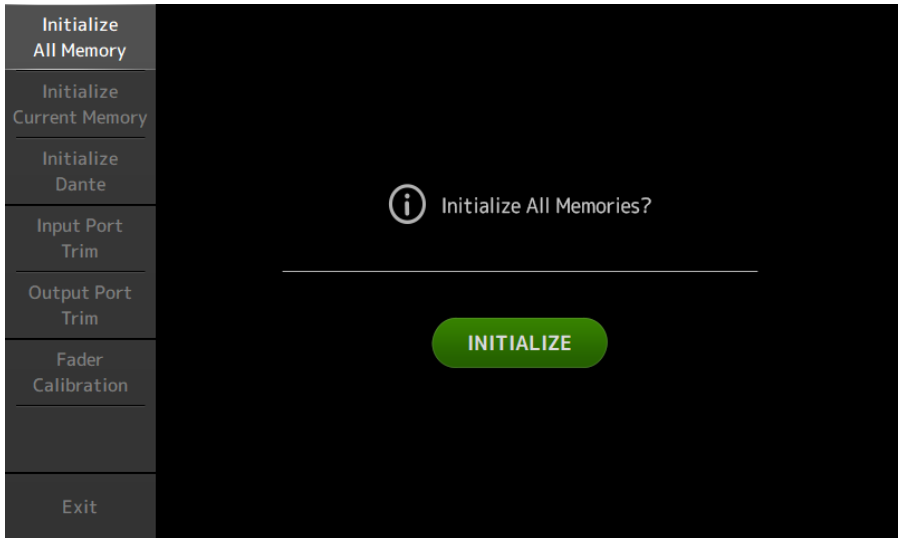 Initialize
All Memory
Initialize
Current Memory
Initialize
Dante
Input Port
Trim
Output Port
Trim
Fader
Calibration
Exit
Initialize All Memories?
INITIALIZE